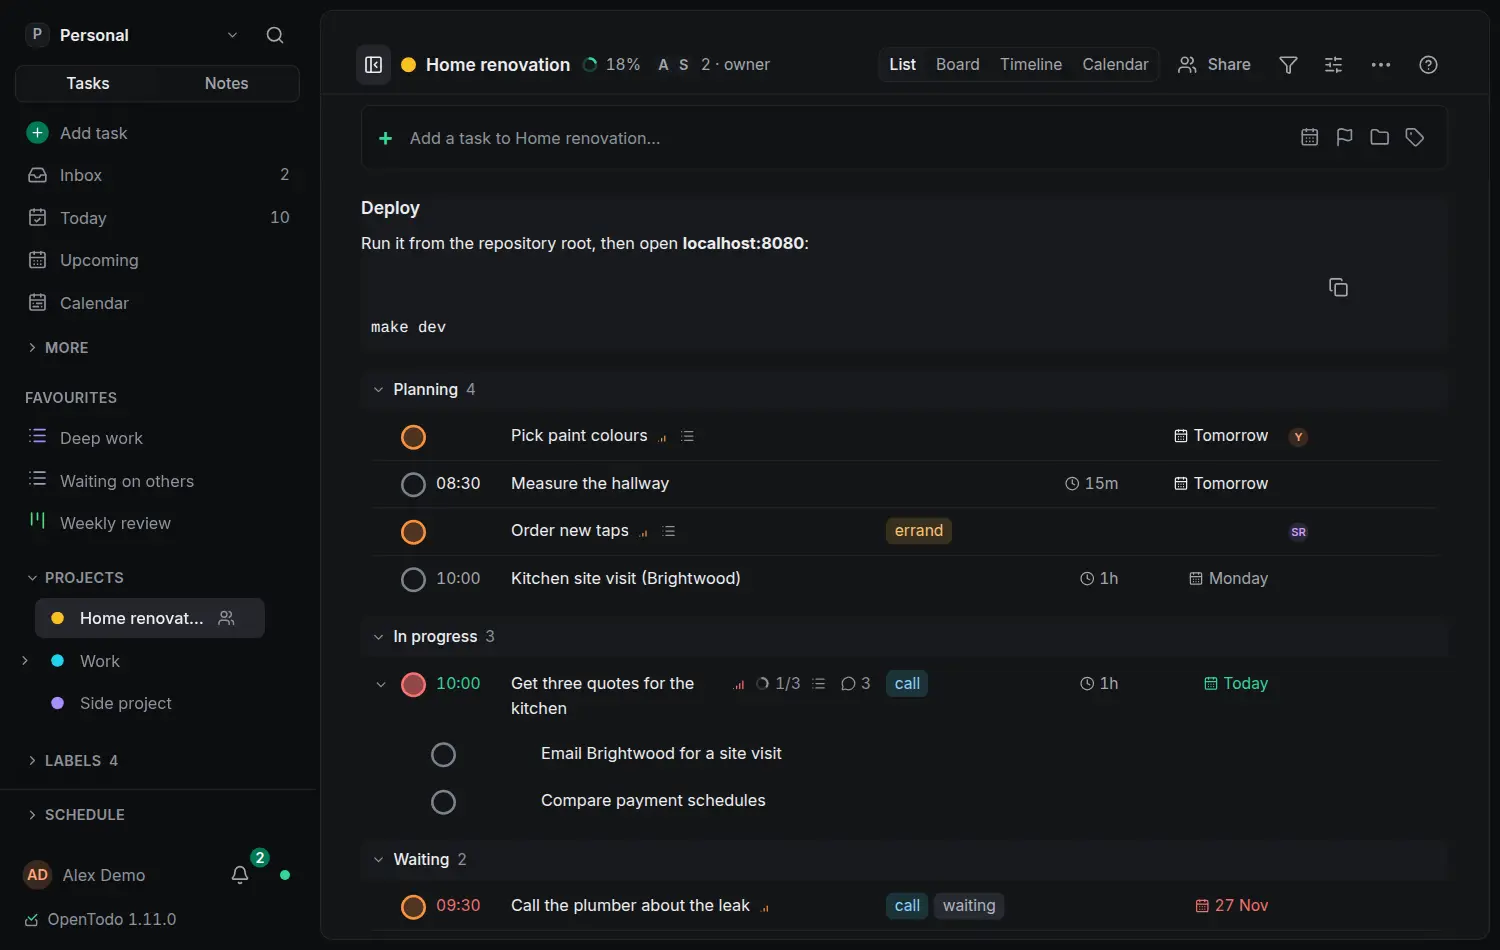 P Personal
Tasks Notes
Add task
Inbox 2
Today 10
Upcoming
Calendar
MORE
FAVOURITES
Deep work
Waiting on others
Weekly review
PROJECTS
Home renovat...
Work
Side project
LABELS 4
SCHEDULE
AD Alex Demo 2
OpenTodo 1.11.0
Home renovation 18% A S 2 · owner List Board Timeline Calendar Share
Add a task to Home renovation...
Deploy
Run it from the repository root, then open localhost:8080:
make dev
Planning 4
Pick paint colours Tomorrow Y
08:30 Measure the hallway 15m Tomorrow
Order new taps errand SR
10:00 Kitchen site visit (Brightwood) 1h Monday
In progress 3
10:00 Get three quotes for the 1/3 3 call 1h Today
kitchen
Email Brightwood for a site visit
Compare payment schedules
Waiting 2
09:30 Call the plumber about the leak call waiting 27 Nov